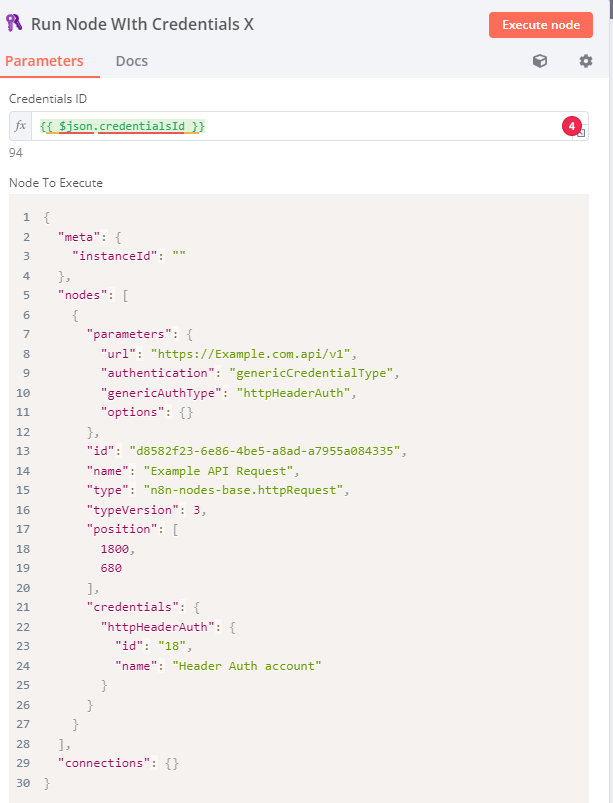 Run Node WIth Credentials X
Execute node
Parameters Docs
Credentials ID
fx {{ $json.credentialsId }} 4
94
Node To Execute
1 {
2 "meta": {
3 "instanceId": ""
4 },
5 "nodes": [
6 {
7 "parameters": {
8 "url": "https://Example.com.api/v1",
9 "authentication": "genericCredentialType",
10 "genericAuthType": "httpHeaderAuth",
11 "options": {}
12 },
13 "id": "d8582f23-6e86-4be5-a8ad-a7955a084335",
14 "name": "Example API Request",
15 "type": "n8n-nodes-base.httpRequest",
16 "typeVersion": 3,
17 "position": [
18 1800,
19 680
20 ],
21 "credentials": {
22 "httpHeaderAuth": {
23 "id": "18",
24 "name": "Header Auth account"
25 }
26 }
27 }
28 ],
29 "connections": {}
30 }